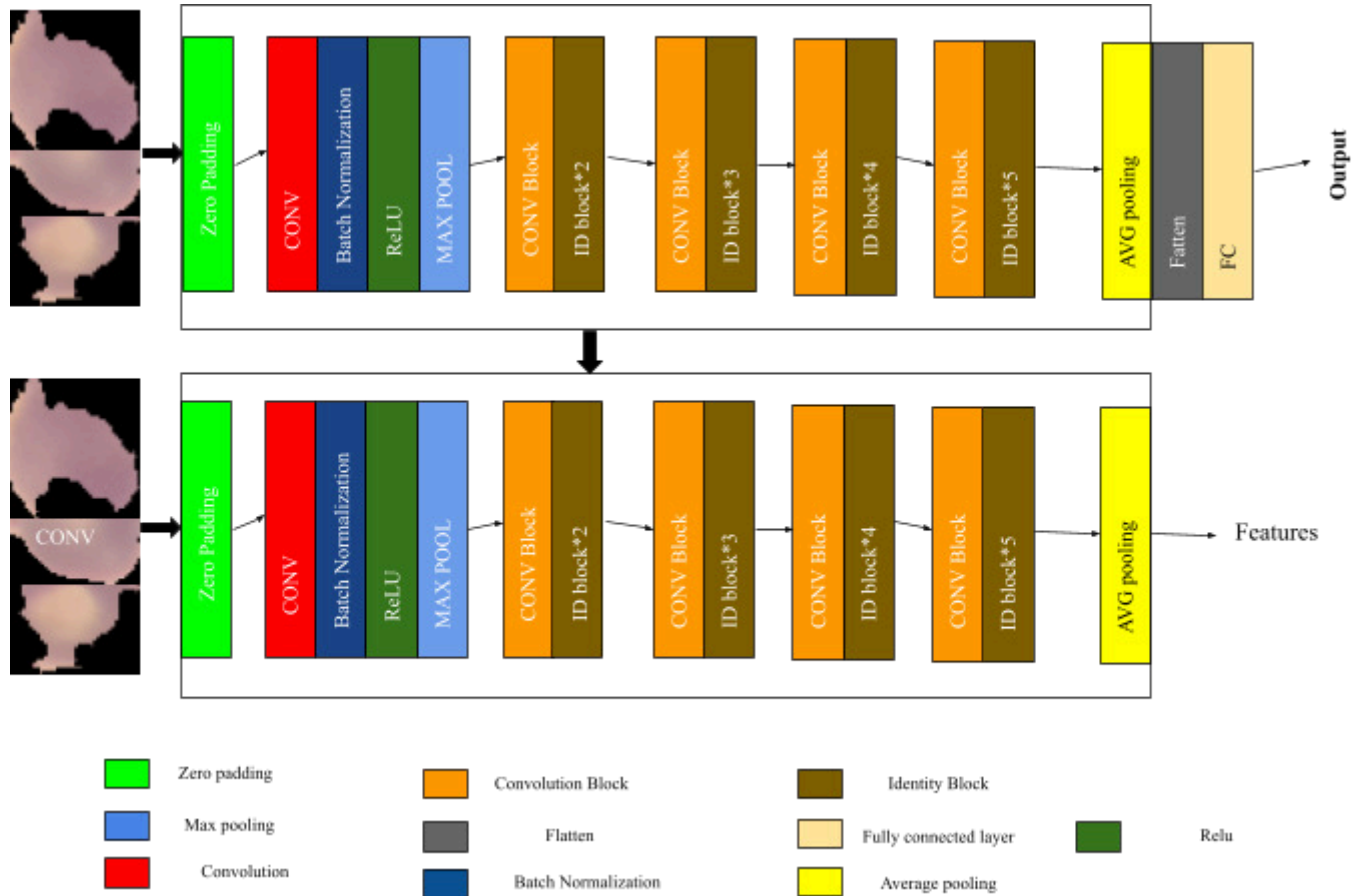 Zero Padding
CONV
Batch Normalization
ReLU
MAX POOL
CONV Block
ID block*2
CONV Block
ID block*3
CONV Block
ID block*4
CONV Block
ID block*5
AVG pooling
Fatten
FC
Output
CONV
Zero Padding
CONV
Batch Normalization
ReLU
MAX POOL
CONV Block
ID block*2
CONV Block
ID block*3
CONV Block
ID block*4
CONV Block
ID block*5
AVG pooling
Features
Zero padding
Convolution Block
Identity Block
Max pooling
Flatten
Fully connected layer
Relu
Convolution
Batch Normalization
Average pooling